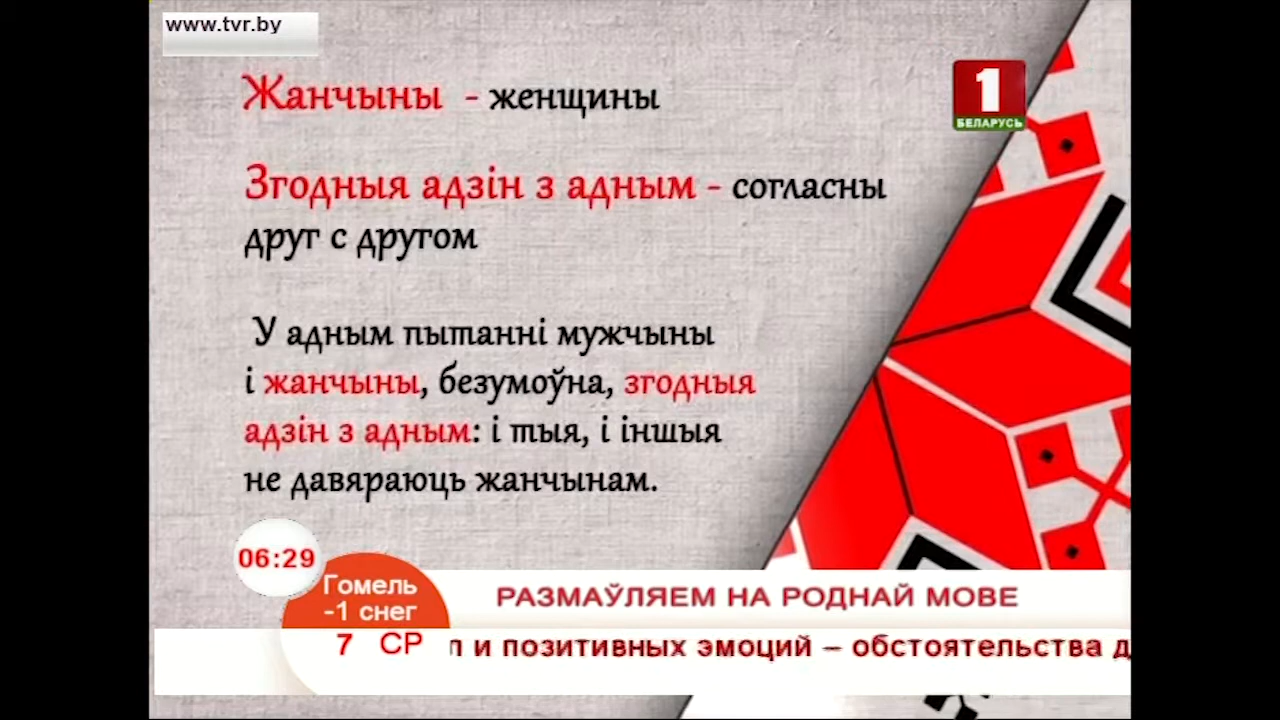 www.tvr.by
Жанчыны - женщины
1
БЕЛАРУСЬ
Згодныя адзін з адным - согласны
друг с другом
У адным пытанні мужчыны
і жанчыны, безумоўна, згодныя
адзін з адным: і тыя, і іншыя
не давяраюць жанчынам.
06:29
Гомель
-1 снег
РАЗМАЎЛЯЕМ НА РОДНАЙ МОВЕ
7 СР
и позитивных эмоций – обстоятельства